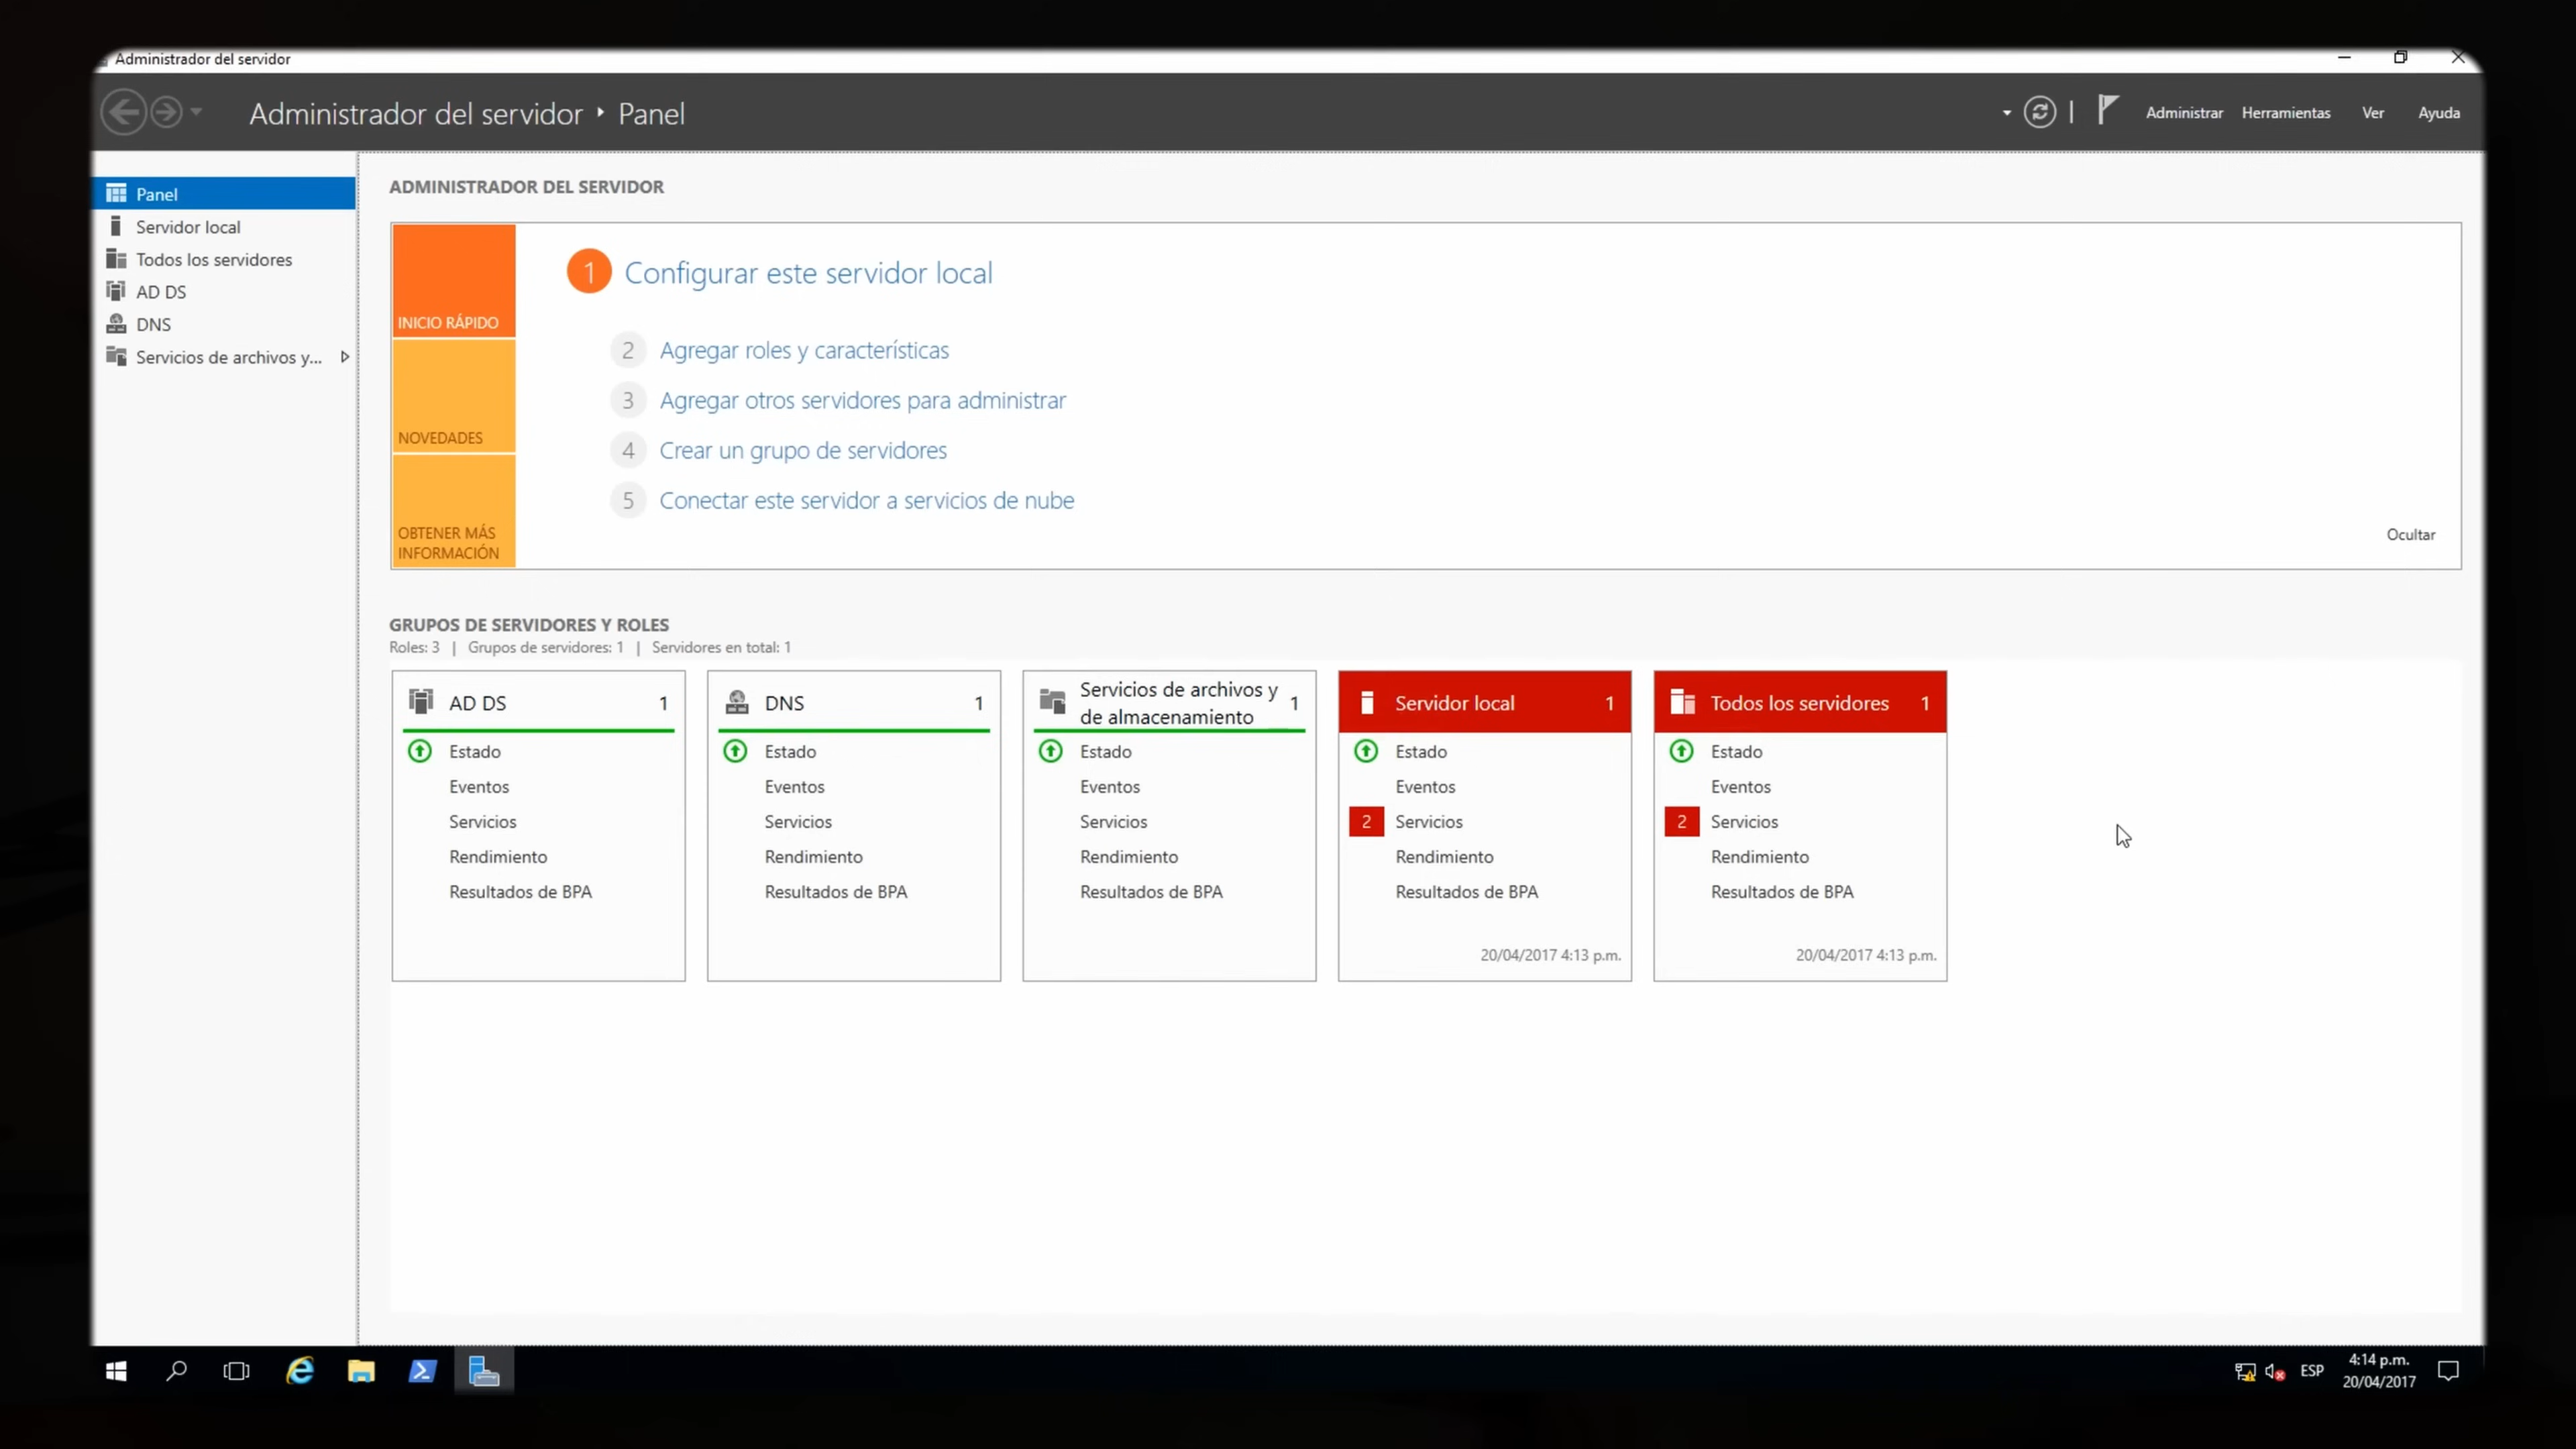 Administrador del servidor
Administrador del servidor ‣ Panel
Administrar Herramientas Ver Ayuda
Panel
Servidor local
Todos los servidores
AD DS
DNS
Servicios de archivos y...
ADMINISTRADOR DEL SERVIDOR
INICIO RÁPIDO
NOVEDADES
OBTENER MÁS
INFORMACIÓN
1 Configurar este servidor local
2 Agregar roles y características
3 Agregar otros servidores para administrar
4 Crear un grupo de servidores
5 Conectar este servidor a servicios de nube
Ocultar
GRUPOS DE SERVIDORES Y ROLES
Roles: 3 | Grupos de servidores: 1 | Servidores en total: 1
AD DS 1
Estado
Eventos
Servicios
Rendimiento
Resultados de BPA
DNS 1
Estado
Eventos
Servicios
Rendimiento
Resultados de BPA
Servicios de archivos y
de almacenamiento 1
Estado
Eventos
Servicios
Rendimiento
Resultados de BPA
Servidor local 1
Estado
Eventos
2 Servicios
Rendimiento
Resultados de BPA
20/04/2017 4:13 p.m.
Todos los servidores 1
Estado
Eventos
2 Servicios
Rendimiento
Resultados de BPA
20/04/2017 4:13 p.m.
ESP
4:14 p.m.
20/04/2017